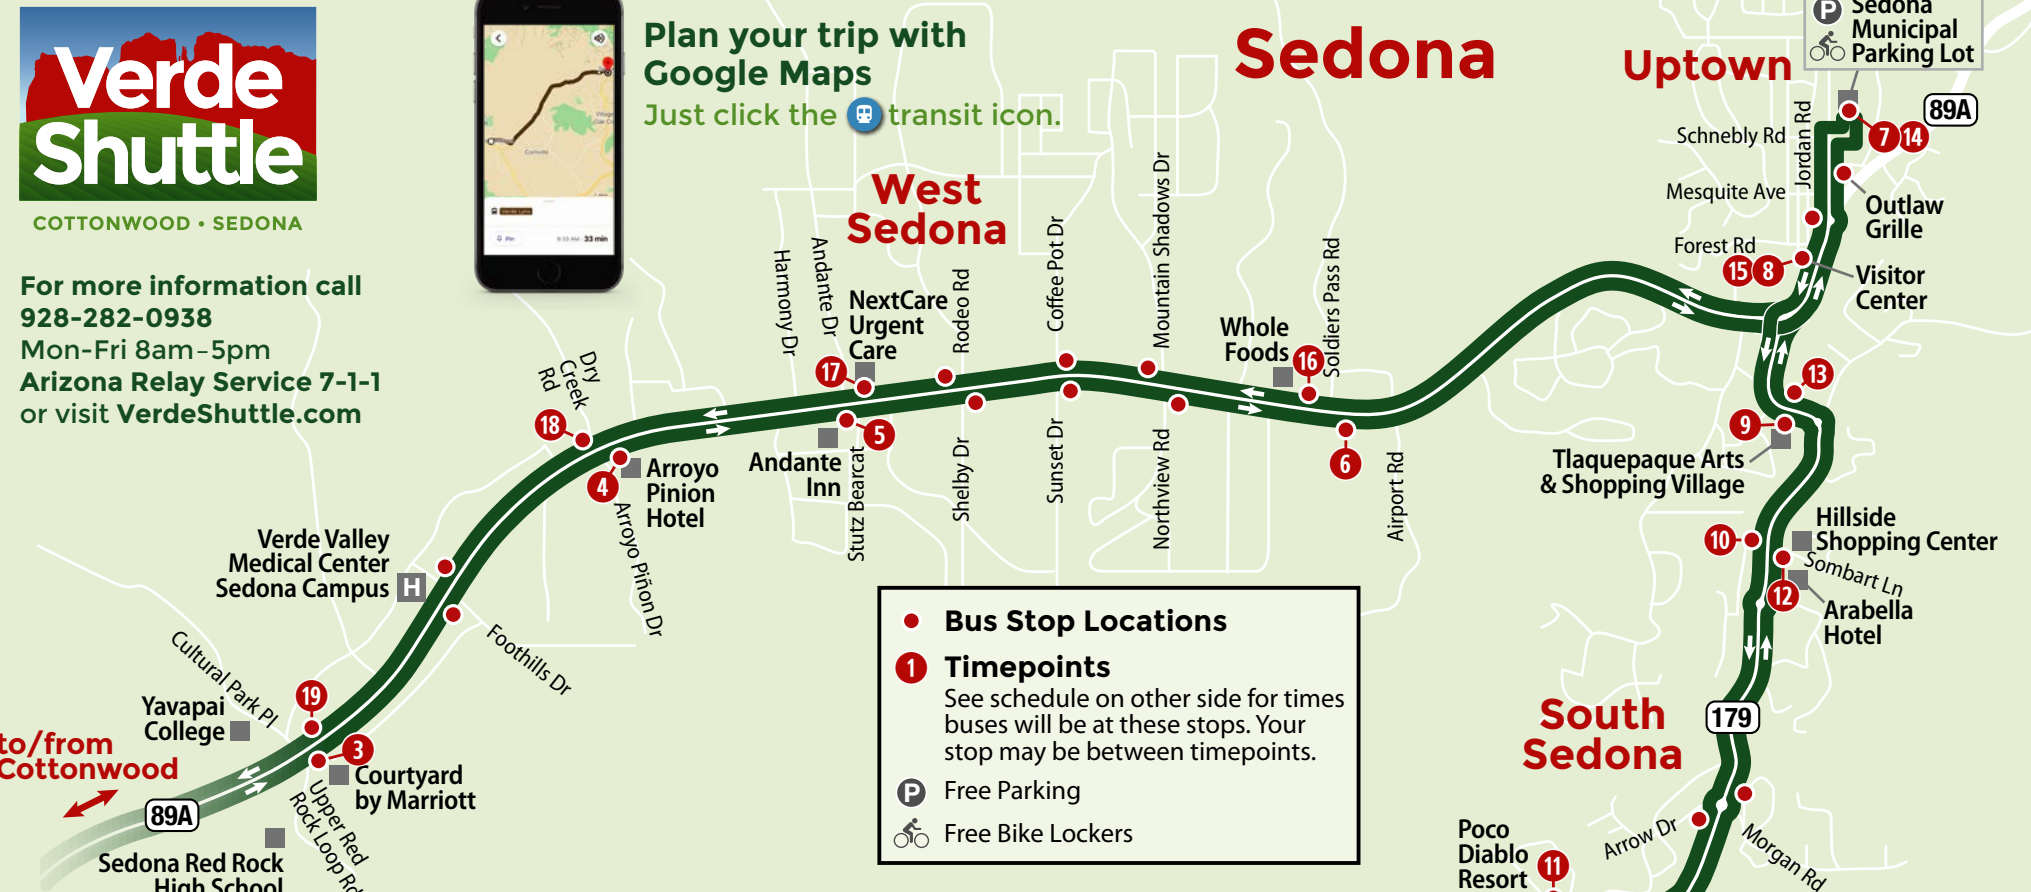 Verde
Shuttle
COTTONWOOD • SEDONA
For more information call
928-282-0938
Mon-Fri 8am–5pm
Arizona Relay Service 7-1-1
or visit VerdeShuttle.com
33 min
Plan your trip with
Google Maps
Just click the transit icon.
Sedona
Uptown
P Sedona
Municipal
Parking Lot
89A
7 14
Schnebly Rd
Jordan Rd
Mesquite Ave
Outlaw
Grille
Forest Rd
15 8
Visitor
Center
West
Sedona
Harmony Dr
Andante Dr
NextCare
Urgent
Care
17
Rodeo Rd
Coffee Pot Dr
Mountain Shadows Dr
Whole
Foods
16
Soldiers Pass Rd
13
9
Tlaquepaque Arts
& Shopping Village
Dry
Creek
Rd
18
4
Arroyo
Pinion
Hotel
Arroyo Piñon Dr
Andante
Inn
5
Stutz Bearcat
Shelby Dr
Sunset Dr
Northview Rd
6
Airport Rd
10
Hillside
Shopping Center
Sombart Ln
12
Arabella
Hotel
Verde Valley
Medical Center
Sedona Campus
H
Foothills Dr
Cultural Park Pl
19
Yavapai
College
3
Courtyard
by Marriott
to/from
Cottonwood
89A
Upper Red
Rock Loop Rd
Sedona Red Rock
High School
Bus Stop Locations
1 Timepoints
See schedule on other side for times
buses will be at these stops. Your
stop may be between timepoints.
P Free Parking
Free Bike Lockers
South
Sedona
179
Arrow Dr
Morgan Rd
Poco
Diablo
Resort
11